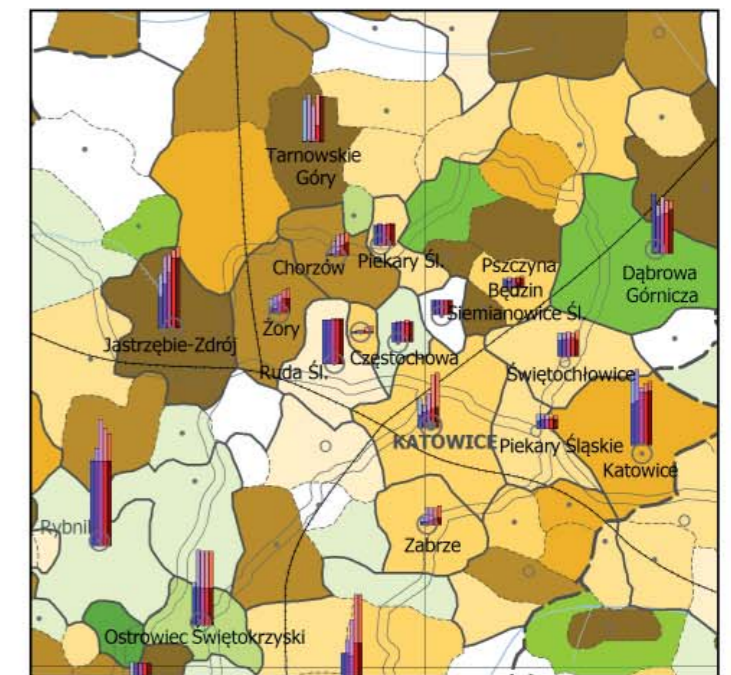 Tarnowskie
Góry
Chorzów
Piekary Śl.
Pszczyna
Będzin
Dąbrowa
Górnicza
Siemianowice Śl.
Żory
Jastrzębie-Zdrój
Ruda Śl.
Częstochowa
Świętochłowice
KATOWICE
Piekary Śląskie
Katowice
Rybnik
Zabrze
Ostrowiec Świętokrzyski